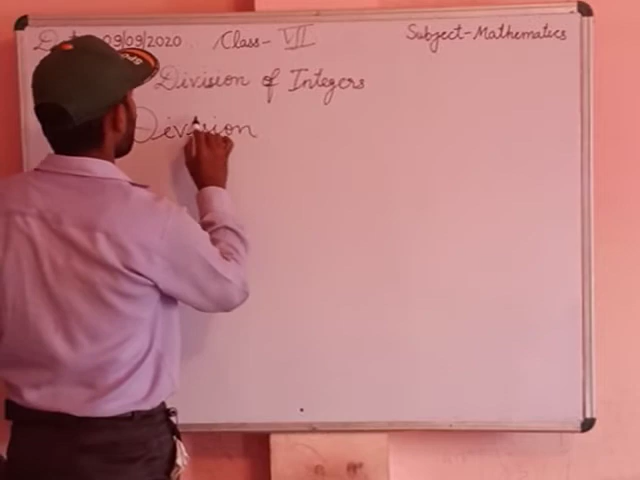 Date 09/09/2020 Class- VII Subject-Mathematics
Division of Integers
Division